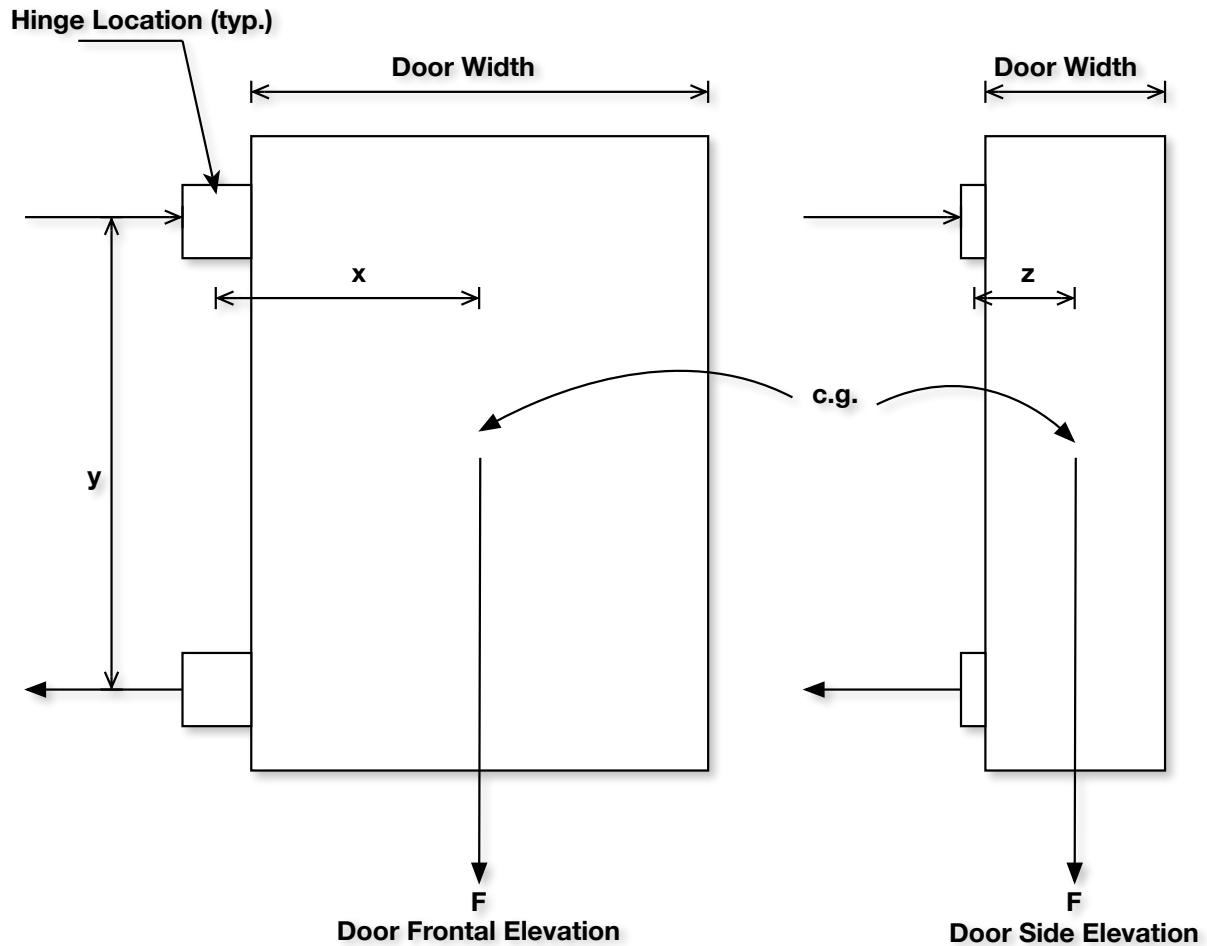 Hinge Location (typ.)
Door Width
Door Width
x
z
c.g.
y
F
Door Frontal Elevation
F
Door Side Elevation